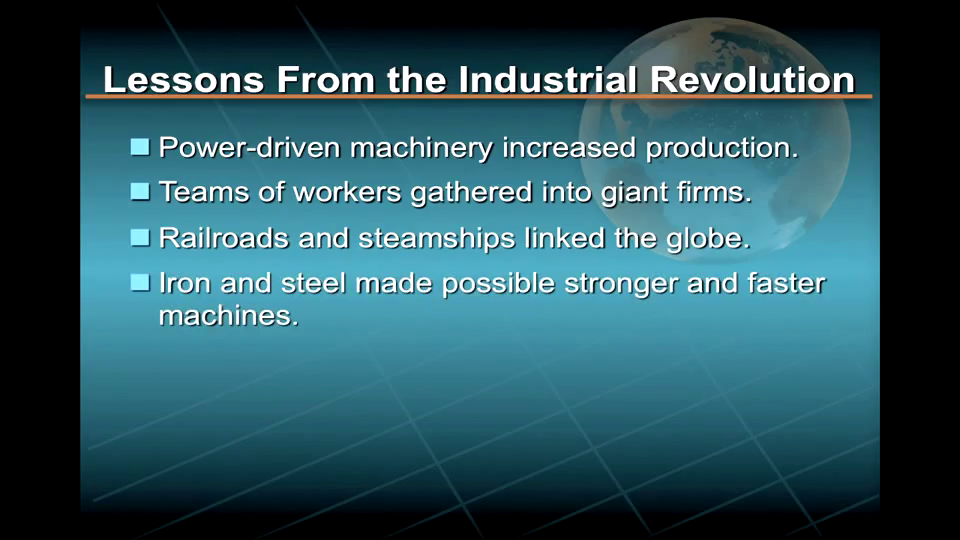 Lessons From the Industrial Revolution
Power-driven machinery increased production.
Teams of workers gathered into giant firms.
Railroads and steamships linked the globe.
Iron and steel made possible stronger and faster
machines.